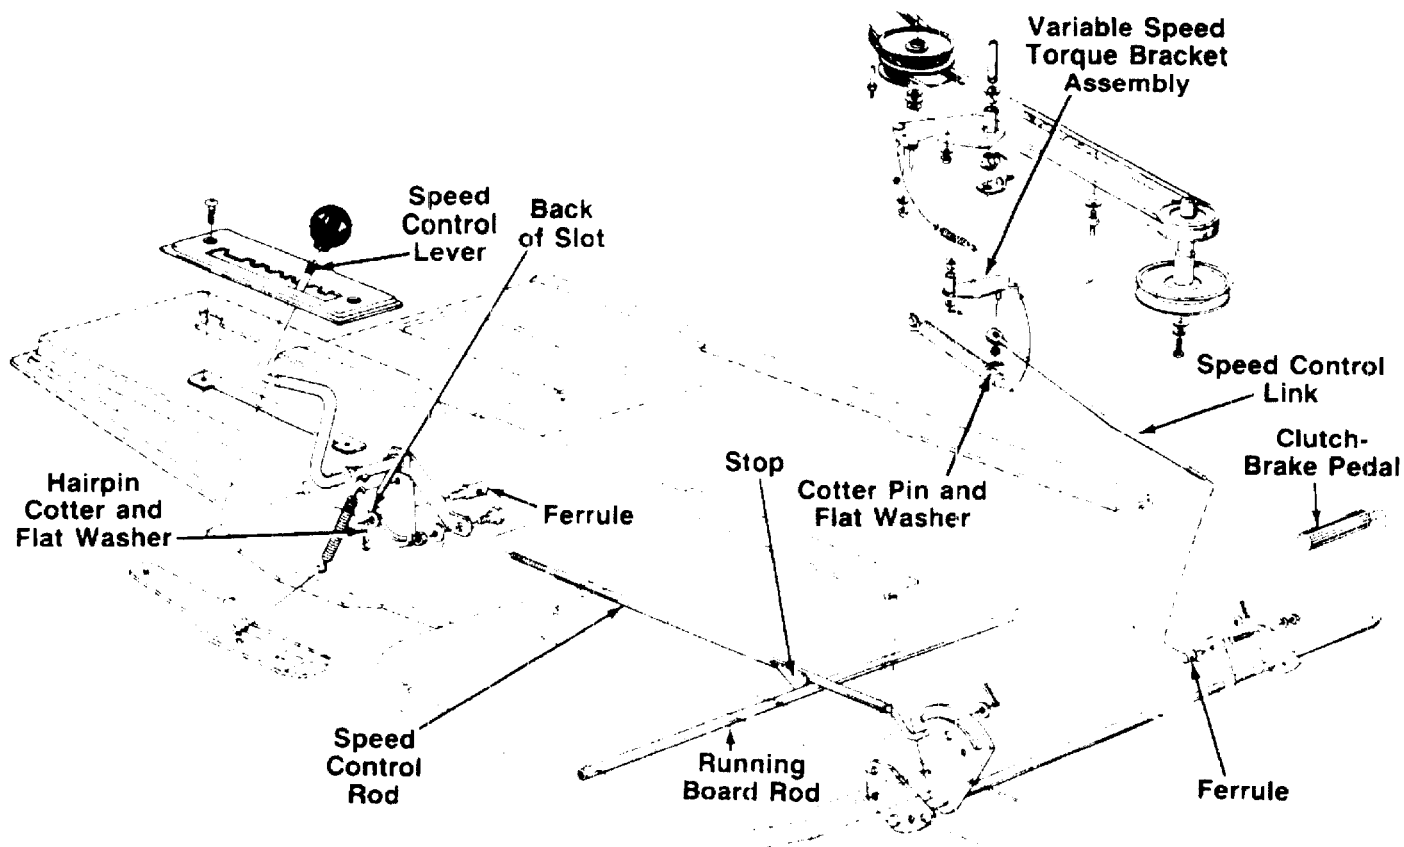 Variable Speed
Torque Bracket
Assembly
Speed
Control
Lever
Back
of Slot
Speed Control
Link
Clutch-
Brake Pedal
Stop
Cotter Pin and
Flat Washer
Hairpin
Cotter and
Flat Washer
Ferrule
Speed
Control
Rod
Running
Board Rod
Ferrule